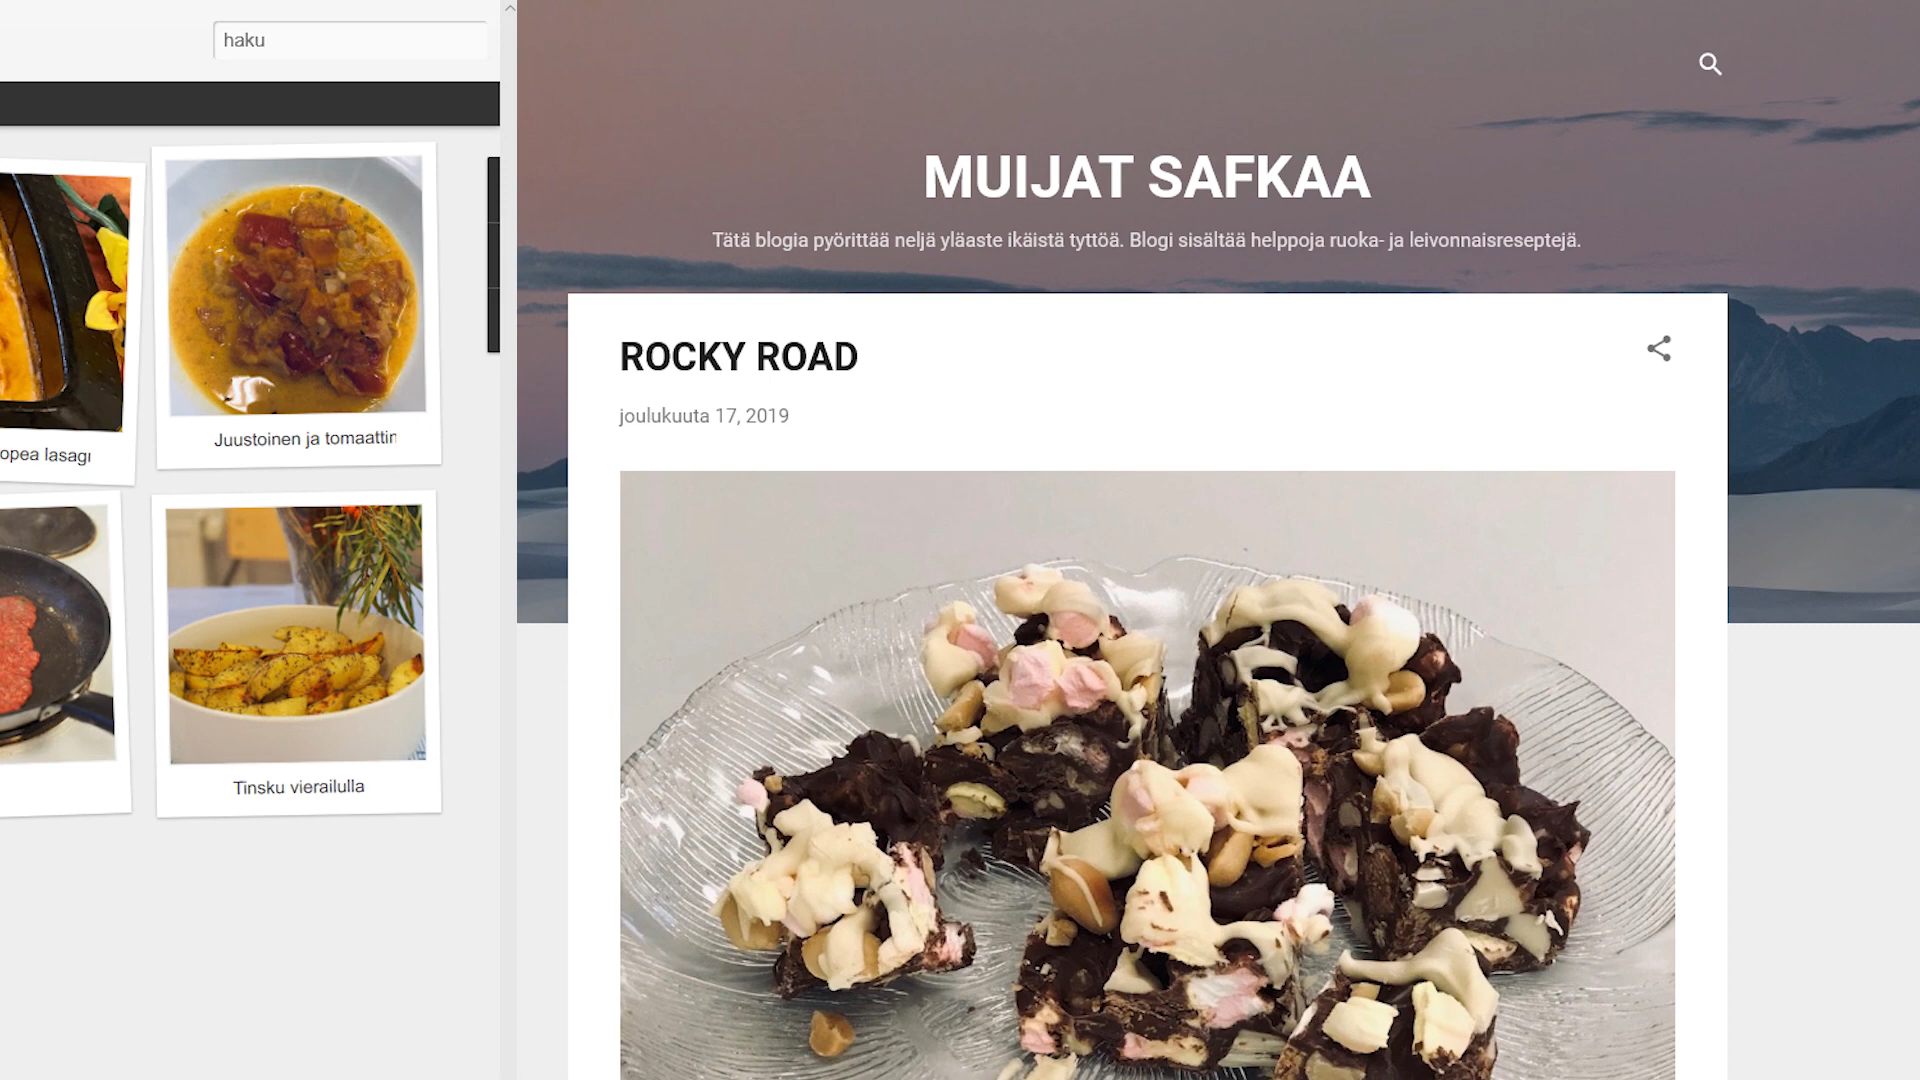 haku
opea lasag
Juustoinen ja tomaattin
Tinsku vierailulla
MUIJAT SAFKAA
Tätä blogia pyörittää neljä yläaste ikäistä tyttöä. Blogi sisältää helppoja ruoka- ja leivonnaisreseptejä.
ROCKY ROAD
joulukuuta 17, 2019